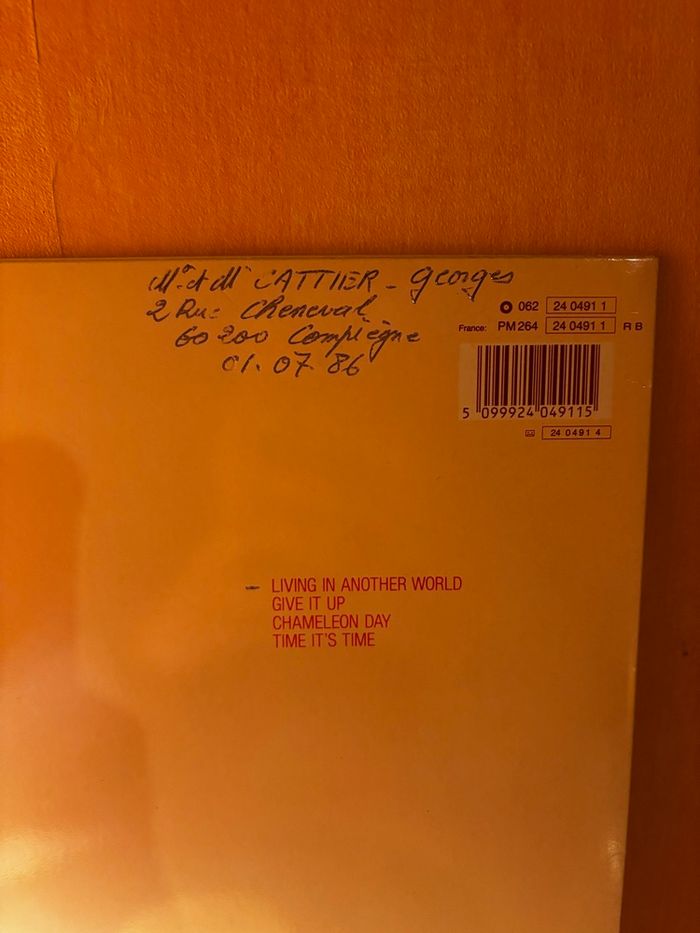 Mr et Me CATTIER - Georges
2 Rue Cheneval
60200 Compiègne
01.07.86
062 24 0491 1
France: PM 264 24 0491 1 R B
5 099924 049115
24 0491 4
LIVING IN ANOTHER WORLD
GIVE IT UP
CHAMELEON DAY
TIME IT'S TIME